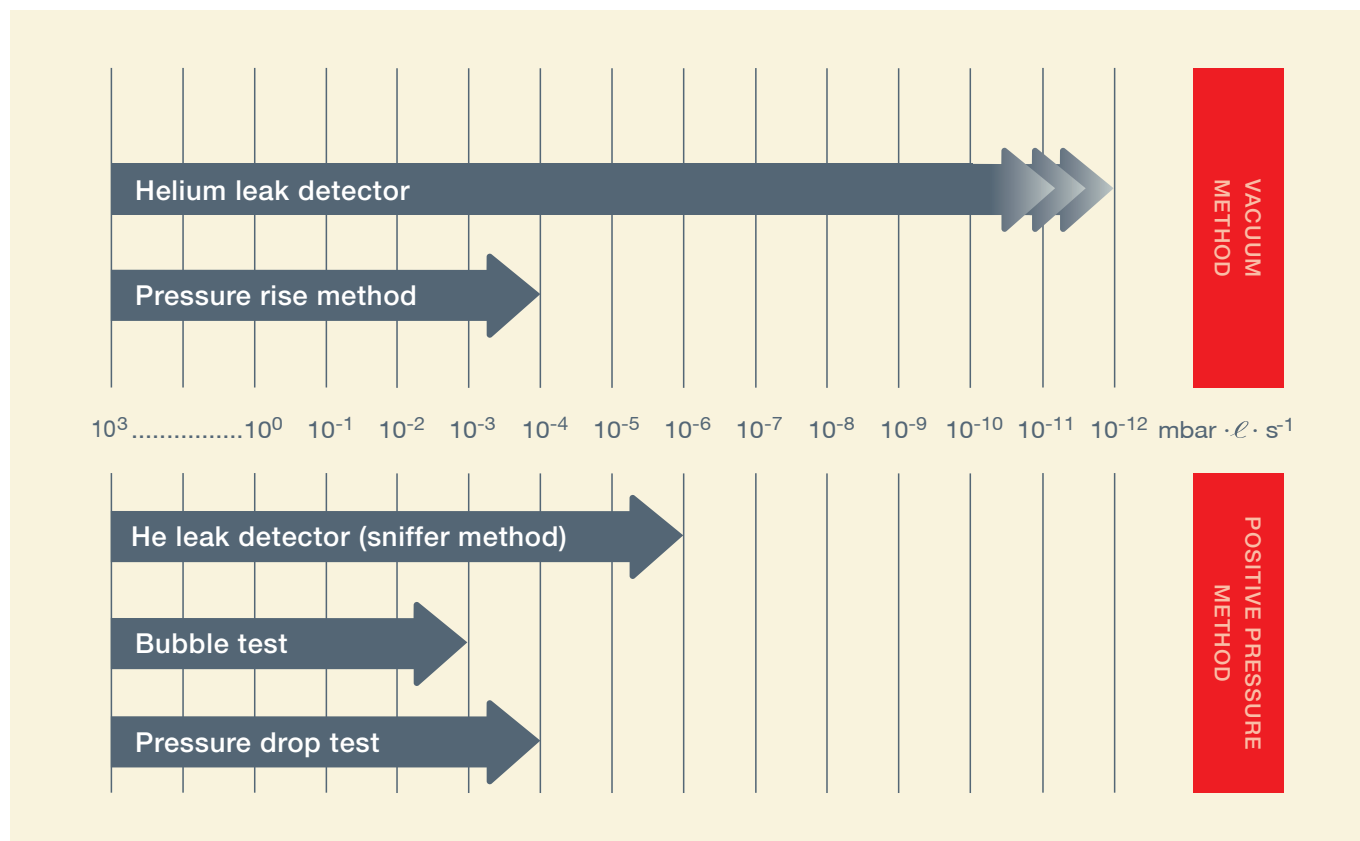 Helium leak detector
Pressure rise method
VACUUM
METHOD
10³................10⁰ 10⁻¹ 10⁻² 10⁻³ 10⁻⁴ 10⁻⁵ 10⁻⁶ 10⁻⁷ 10⁻⁸ 10⁻⁹ 10⁻¹⁰ 10⁻¹¹ 10⁻¹² mbar · ℓ · s⁻¹
He leak detector (sniffer method)
Bubble test
Pressure drop test
POSITIVE PRESSURE
METHOD